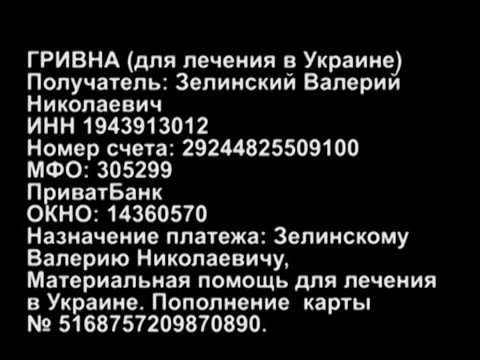 ГРИВНА (для лечения в Украине)
Получатель: Зелинский Валерий
Николаевич
ИНН 1943913012
Номер счета: 29244825509100
МФО: 305299
ПриватБанк
ОКНО: 14360570
Назначение платежа: Зелинскому
Валерию Николаевичу,
Материальная помощь для лечения
в Украине. Пополнение  карты
№ 5168757209870890.